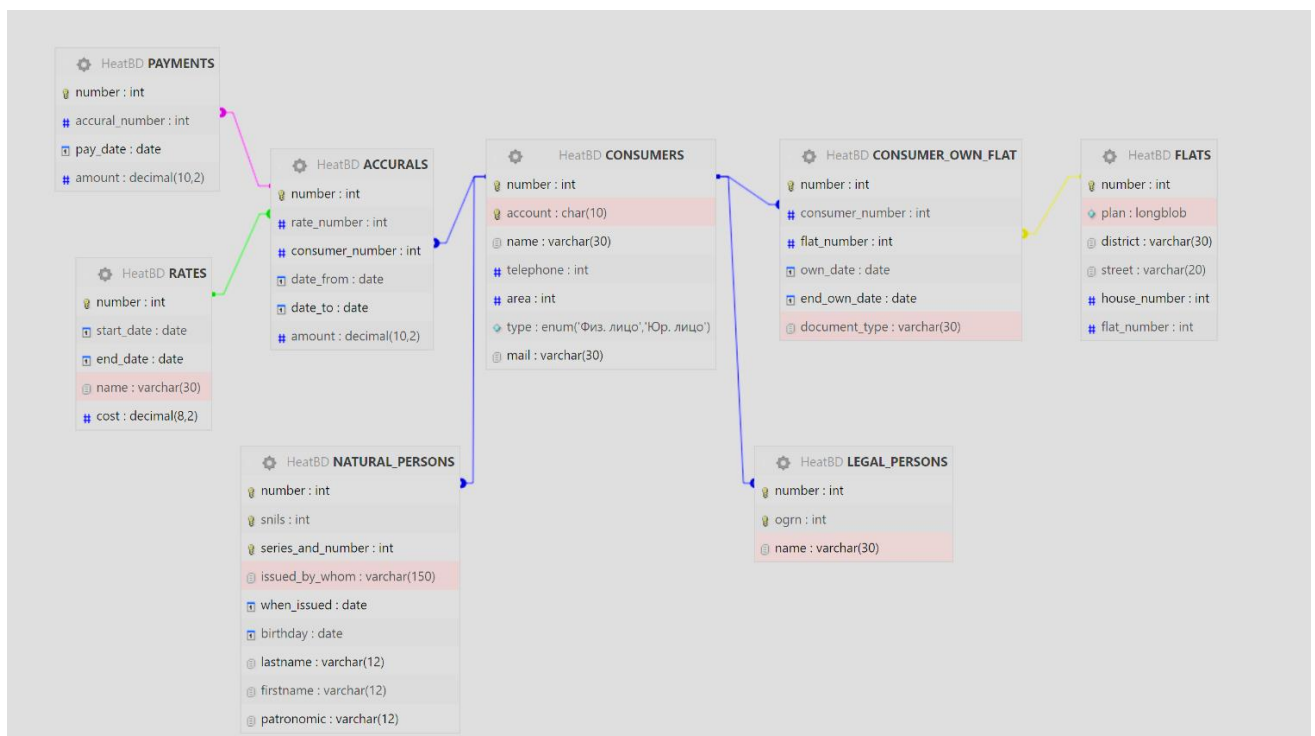 HeatBD PAYMENTS
number : int
accural_number : int
pay_date : date
amount : decimal(10,2)
HeatBD RATES
number : int
start_date : date
end_date : date
name : varchar(30)
cost : decimal(8,2)
HeatBD ACCURALS
number : int
rate_number : int
consumer_number : int
date_from : date
date_to : date
amount : decimal(10,2)
HeatBD CONSUMERS
number : int
account : char(10)
name : varchar(30)
telephone : int
area : int
type : enum('Физ. лицо','Юр. лицо')
mail : varchar(30)
HeatBD CONSUMER_OWN_FLAT
number : int
consumer_number : int
flat_number : int
own_date : date
end_own_date : date
document_type : varchar(30)
HeatBD FLATS
number : int
plan : longblob
district : varchar(30)
street : varchar(20)
house_number : int
flat_number : int
HeatBD NATURAL_PERSONS
number : int
snils : int
series_and_number : int
issued_by_whom : varchar(150)
when_issued : date
birthday : date
lastname : varchar(12)
firstname : varchar(12)
patronomic : varchar(12)
HeatBD LEGAL_PERSONS
number : int
ogrn : int
name : varchar(30)